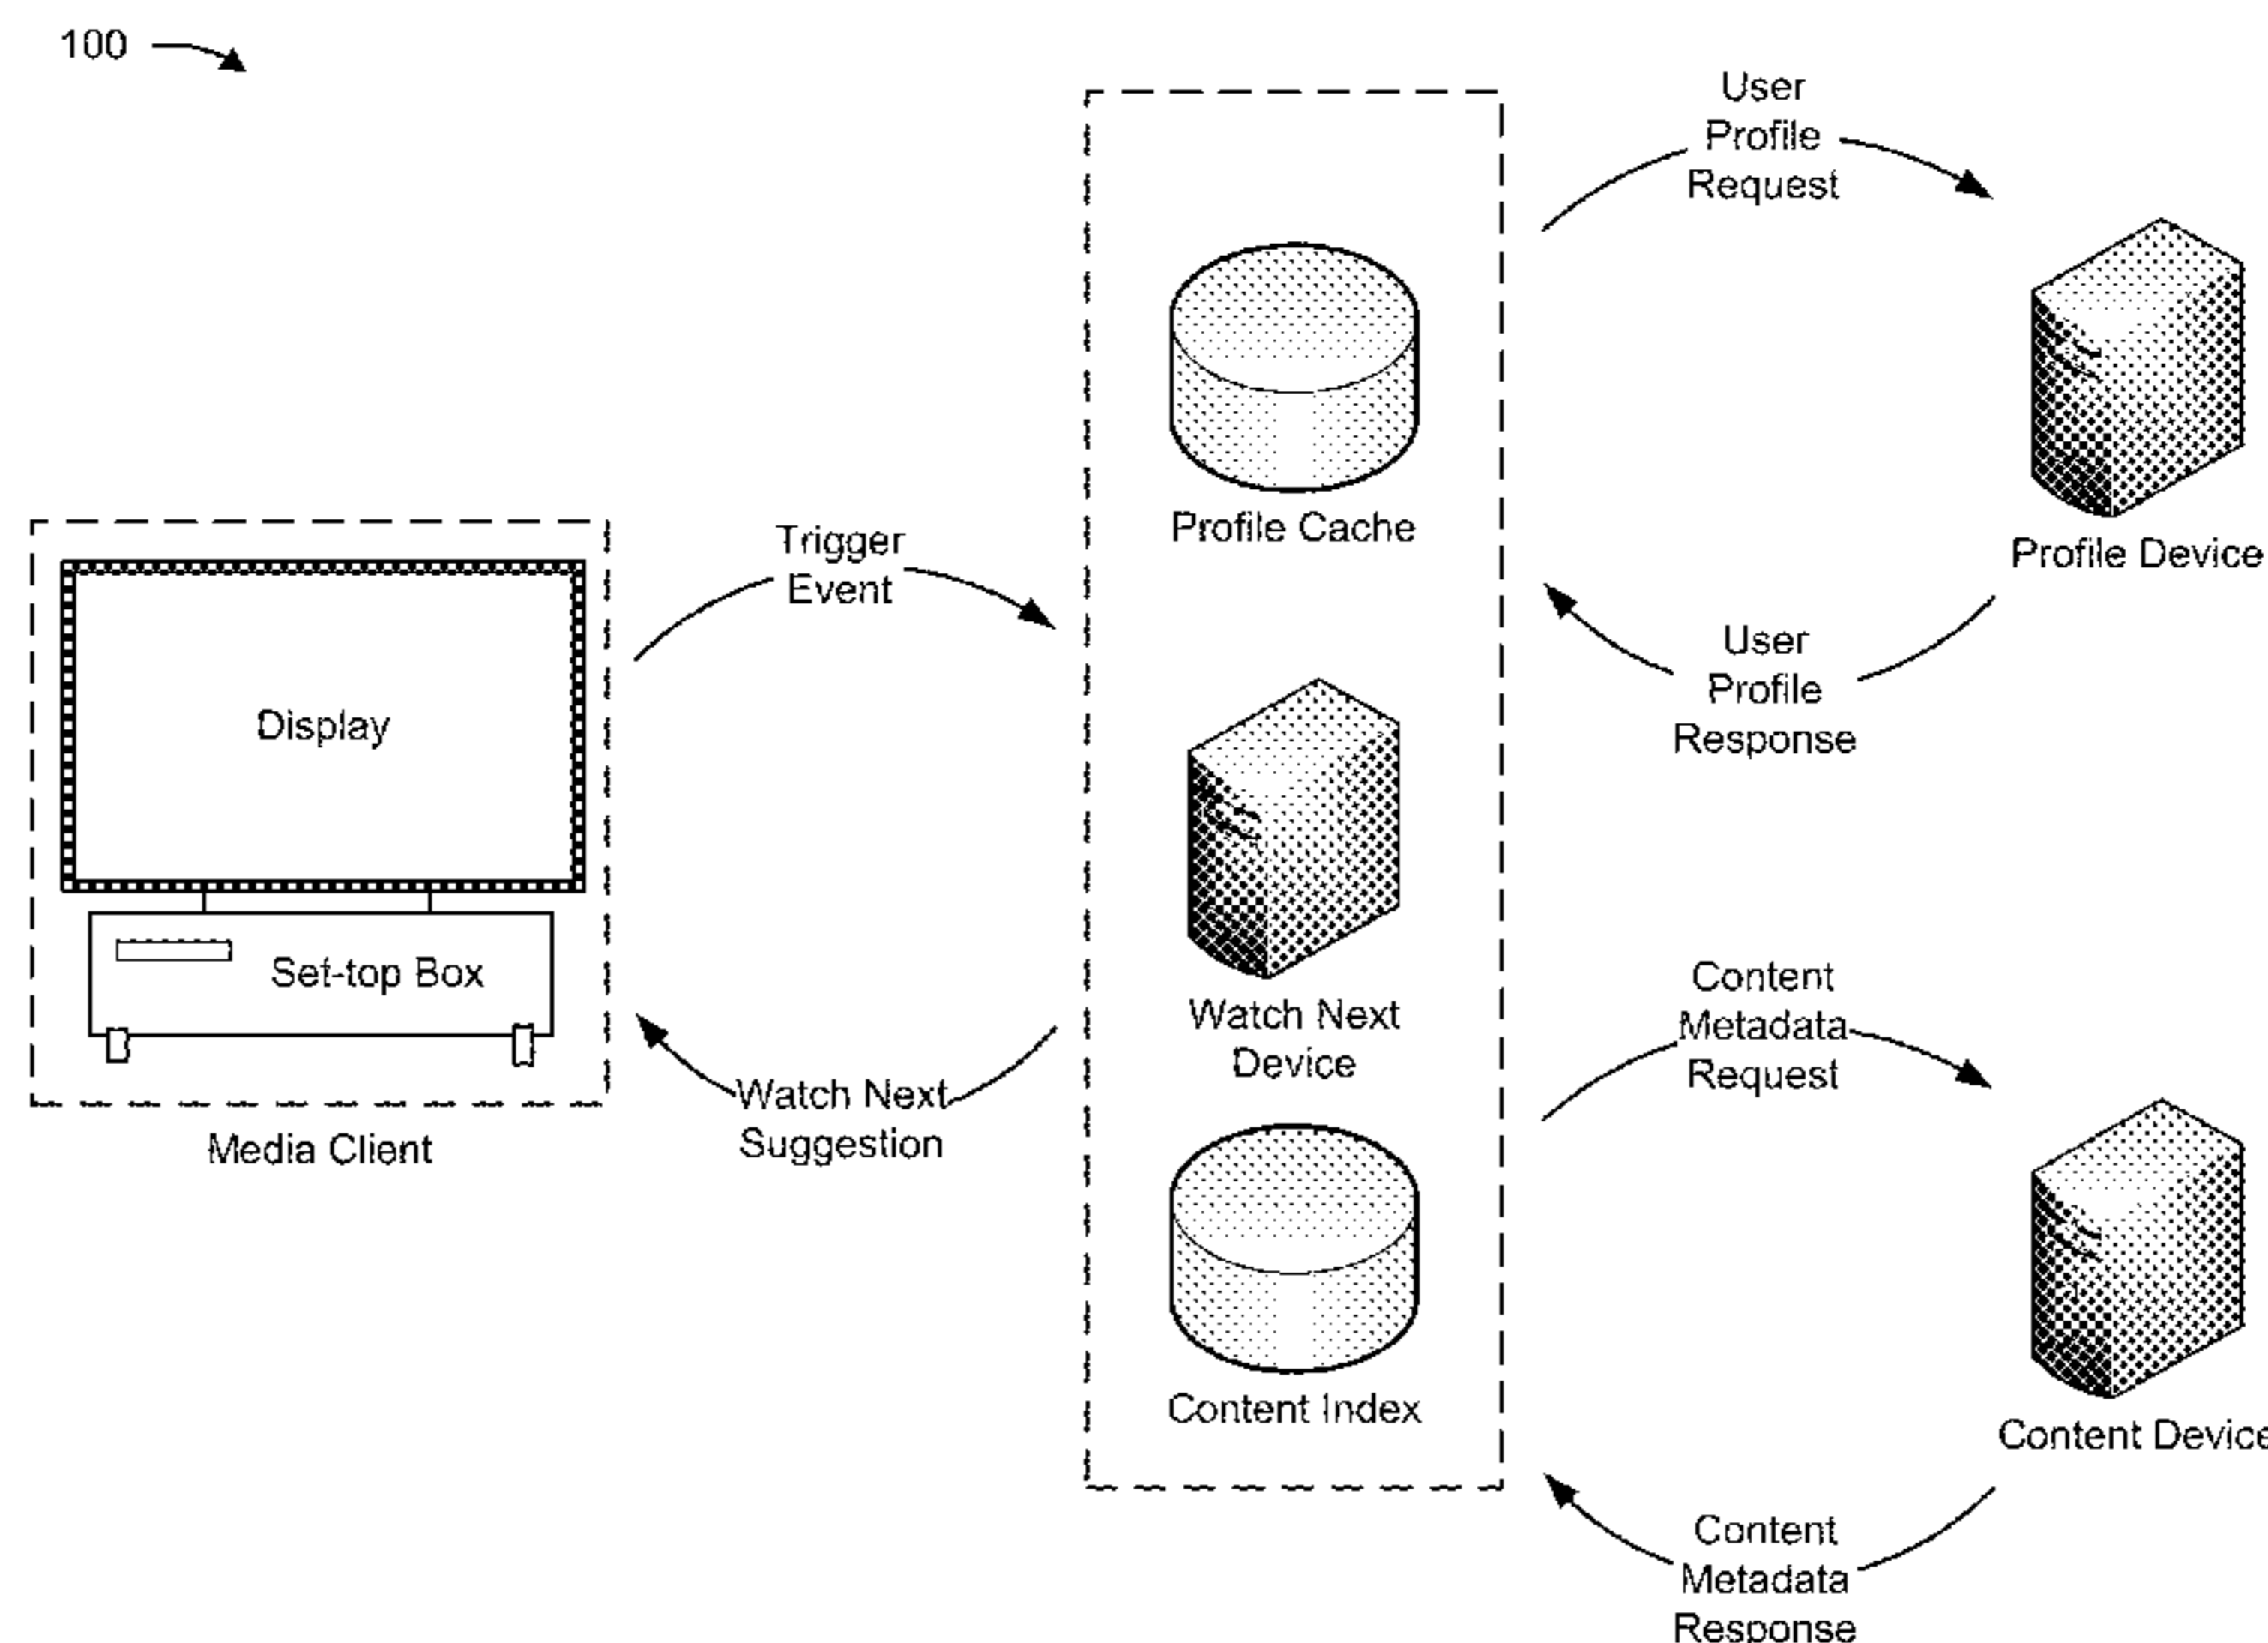 100
User
Profile
Request
Profile Cache
Profile Device
Trigger
Event
User
Profile
Response
Display
Set-top Box
Media Client
Watch Next
Suggestion
Watch Next
Device
Content
Metadata
Request
Content Index
Content Device
Content
Metadata
Response